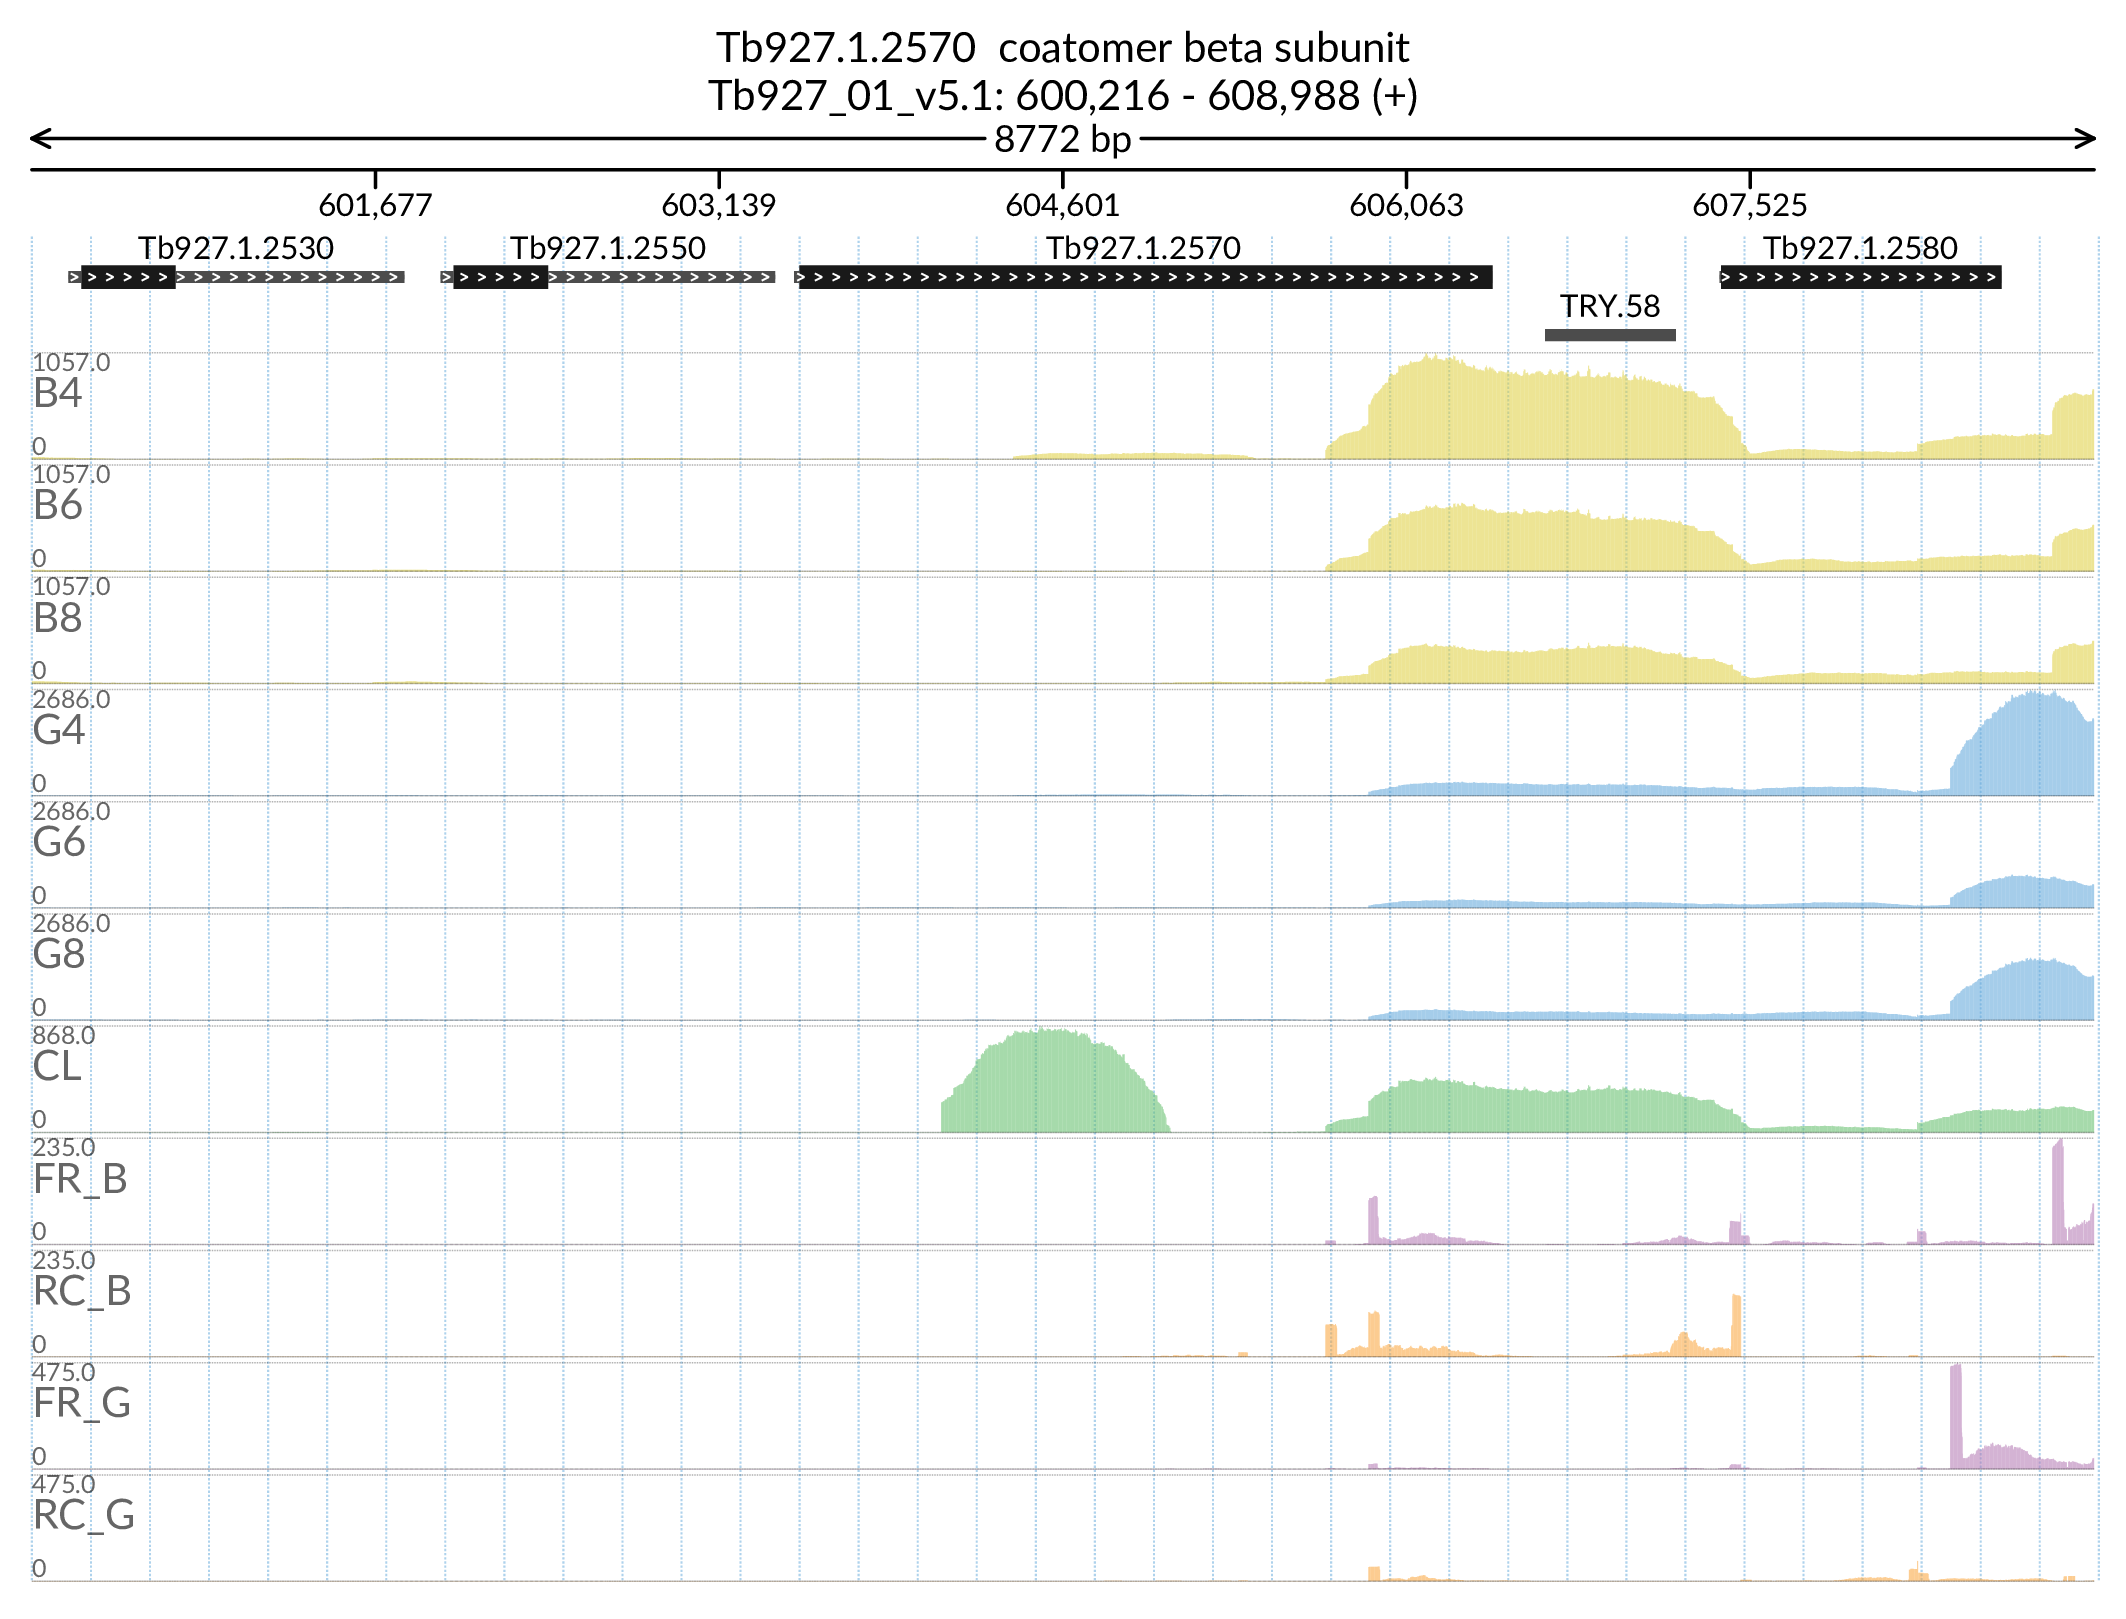 Tb927.1.2570 coatomer beta subunit
Tb927_01_v5.1: 600,216 - 608,988 (+)
8772 bp
601,677 603,139 604,601 606,063 607,525
Tb927.1.2530 Tb927.1.2550 Tb927.1.2570 Tb927.1.2580
TRY.58
1057.0
B4
0
1057.0
B6
0
1057.0
B8
0
2686.0
G4
0
2686.0
G6
0
2686.0
G8
0
868.0
CL
0
235.0
FR_B
0
235.0
RC_B
0
475.0
FR_G
0
475.0
RC_G
0